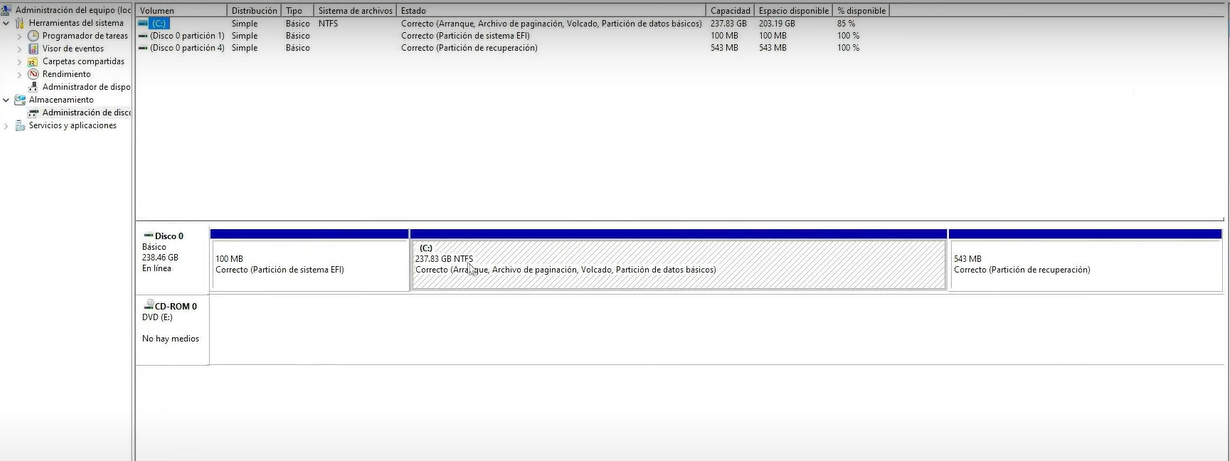 Administración del equipo (loc
Herramientas del sistema
Programador de tareas
Visor de eventos
Carpetas compartidas
Rendimiento
Administrador de dispo
Almacenamiento
Administración de disc
Servicios y aplicaciones
Volumen Distribución Tipo Sistema de archivos Estado Capacidad Espacio disponible % disponible
(C:) Simple Básico NTFS Correcto (Arranque, Archivo de paginación, Volcado, Partición de datos básicos) 237.83 GB 203.19 GB 85 %
(Disco 0 partición 1) Simple Básico Correcto (Partición de sistema EFI) 100 MB 100 MB 100 %
(Disco 0 partición 4) Simple Básico Correcto (Partición de recuperación) 543 MB 543 MB 100 %
Disco 0
Básico
238.46 GB
En línea
100 MB
Correcto (Partición de sistema EFI)
(C:)
237.83 GB NTFS
Correcto (Arranque, Archivo de paginación, Volcado, Partición de datos básicos)
543 MB
Correcto (Partición de recuperación)
CD-ROM 0
DVD (E:)
No hay medios